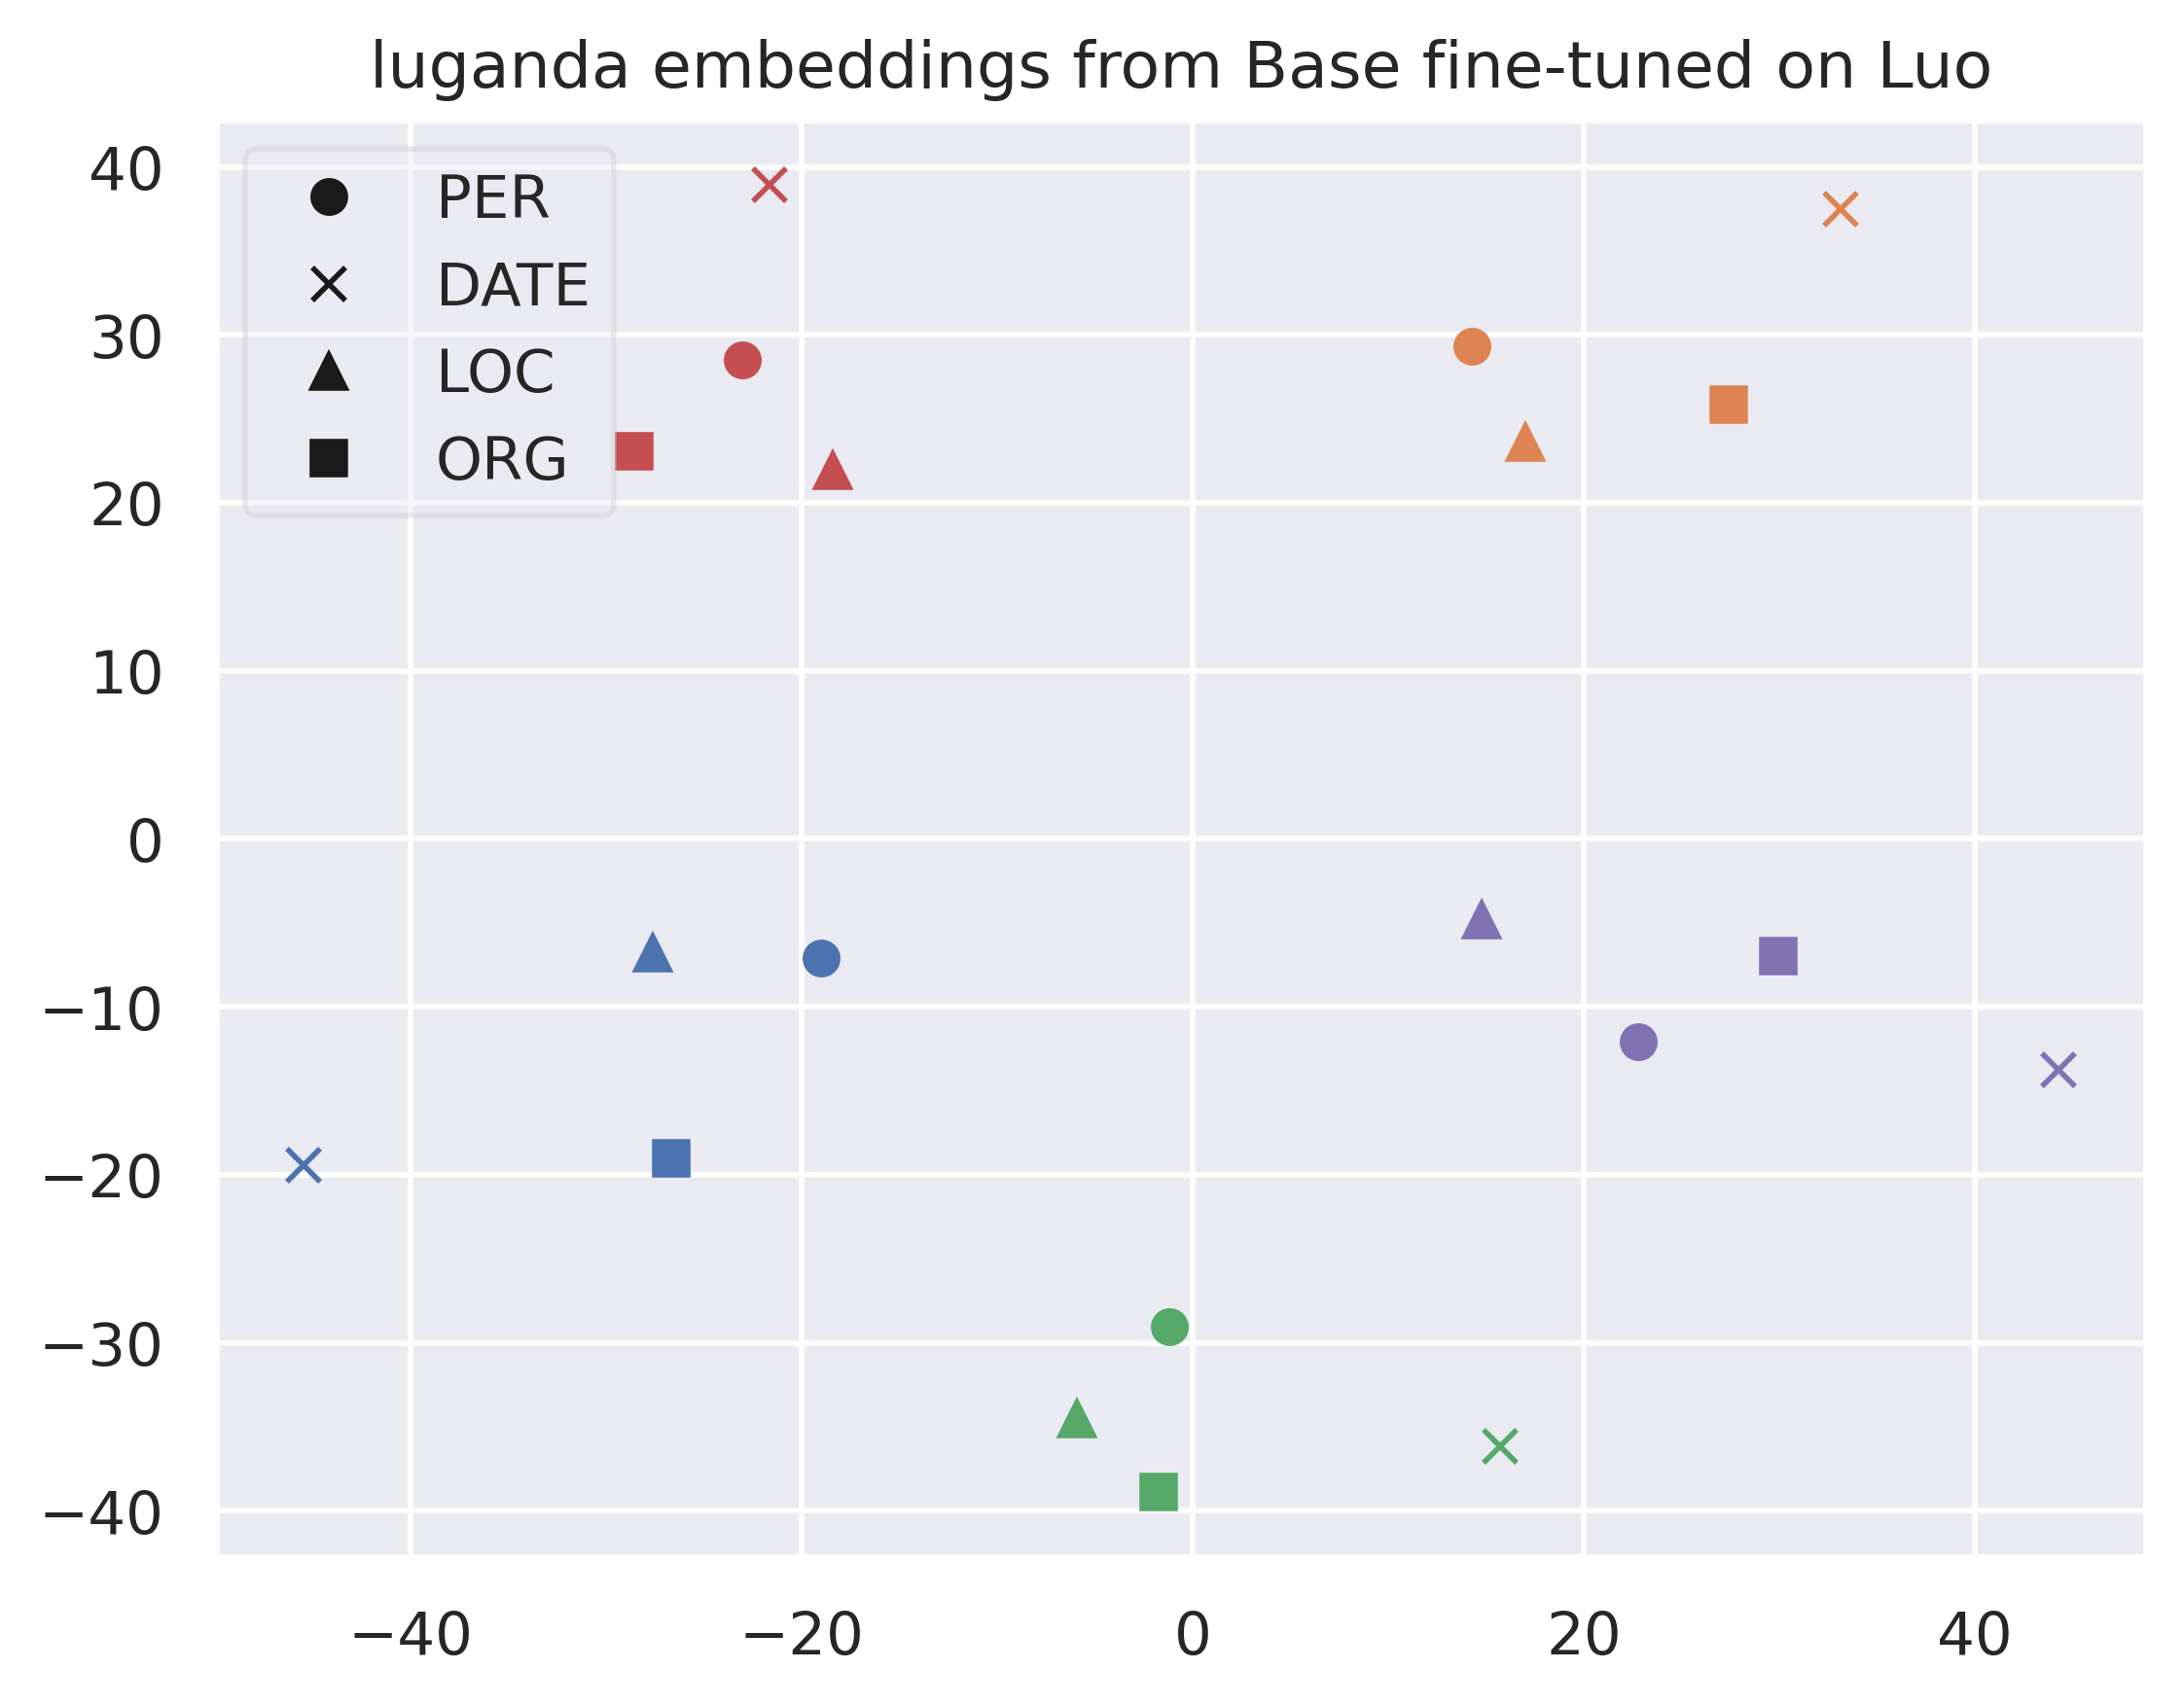 luganda embeddings from Base fine-tuned on Luo
PER
DATE
LOC
ORG
40
30
20
10
0
−10
−20
−30
−40
−40 −20 0 20 40